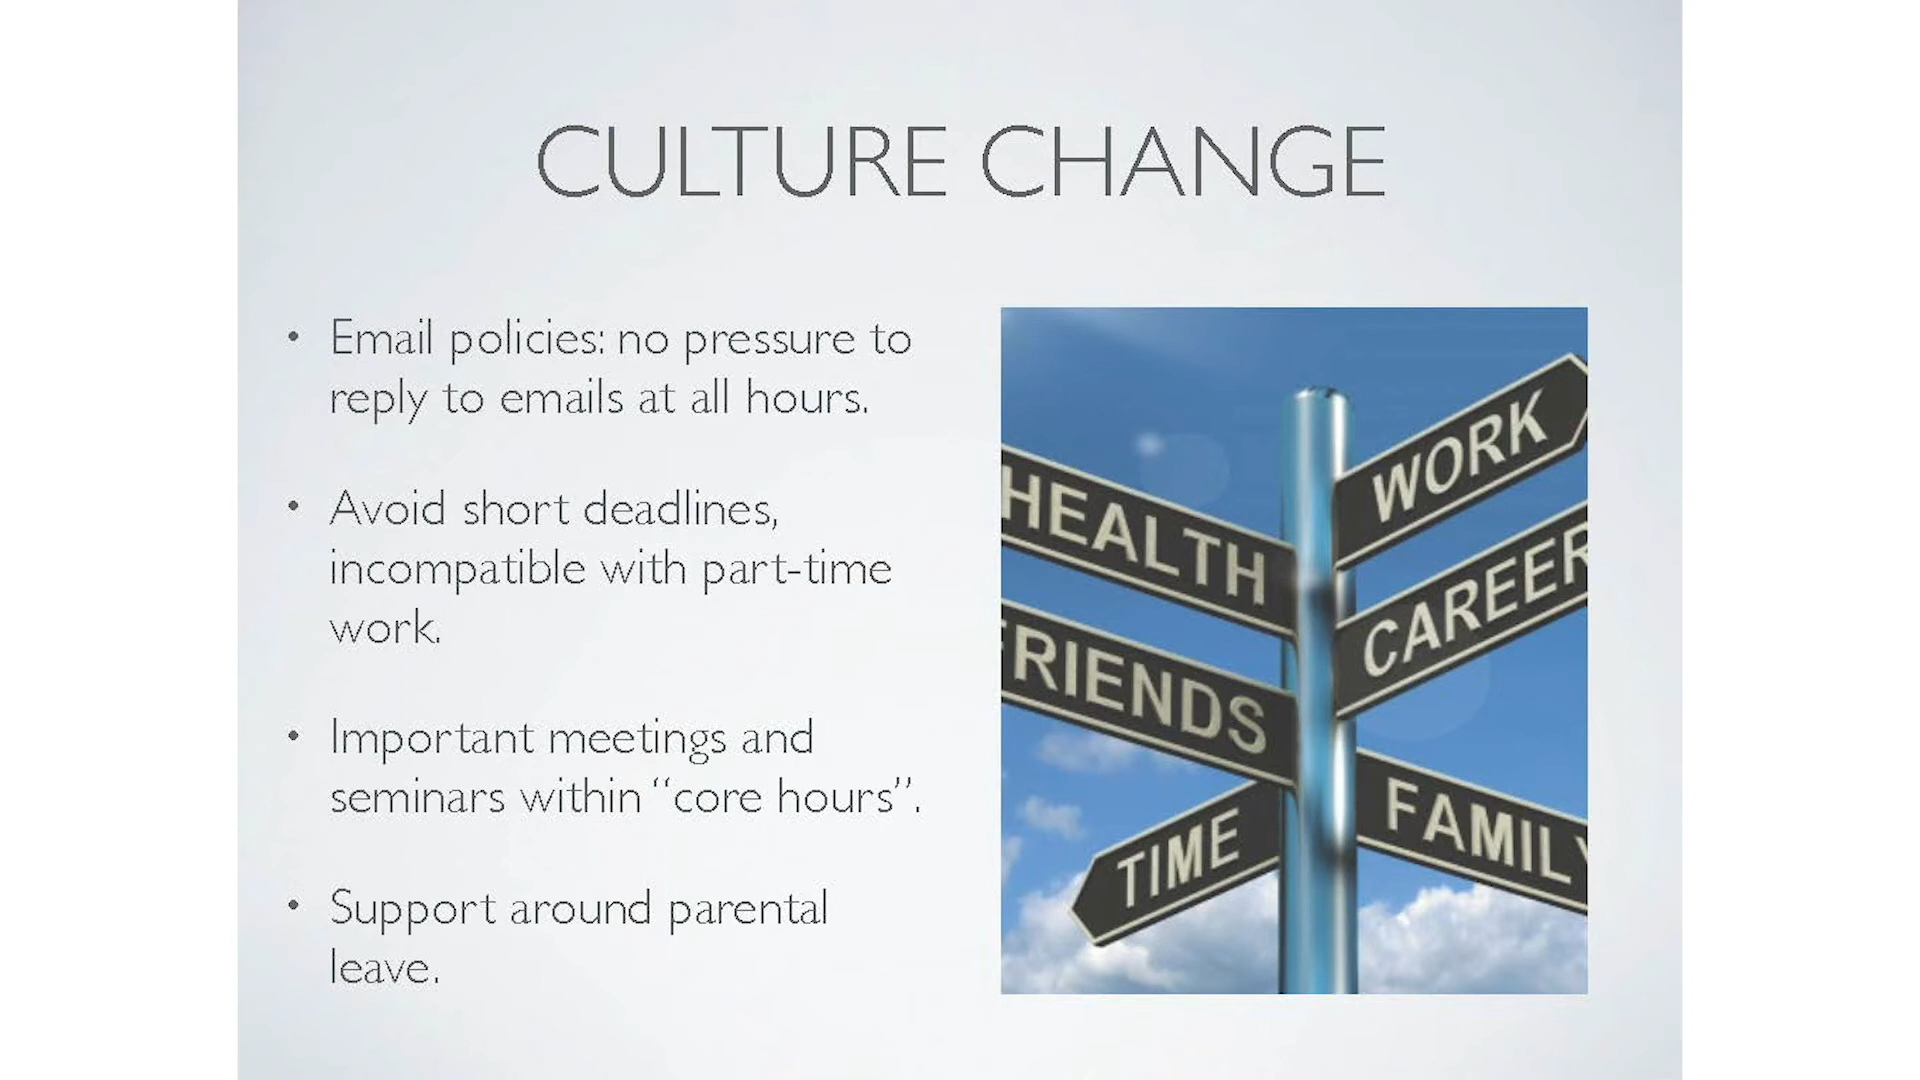 CULTURE CHANGE
• Email policies: no pressure to
reply to emails at all hours.
• Avoid short deadlines,
incompatible with part-time
work.
• Important meetings and
seminars within “core hours”.
• Support around parental
leave.
WORK
HEALTH
CAREER
FRIENDS
FAMILY
TIME